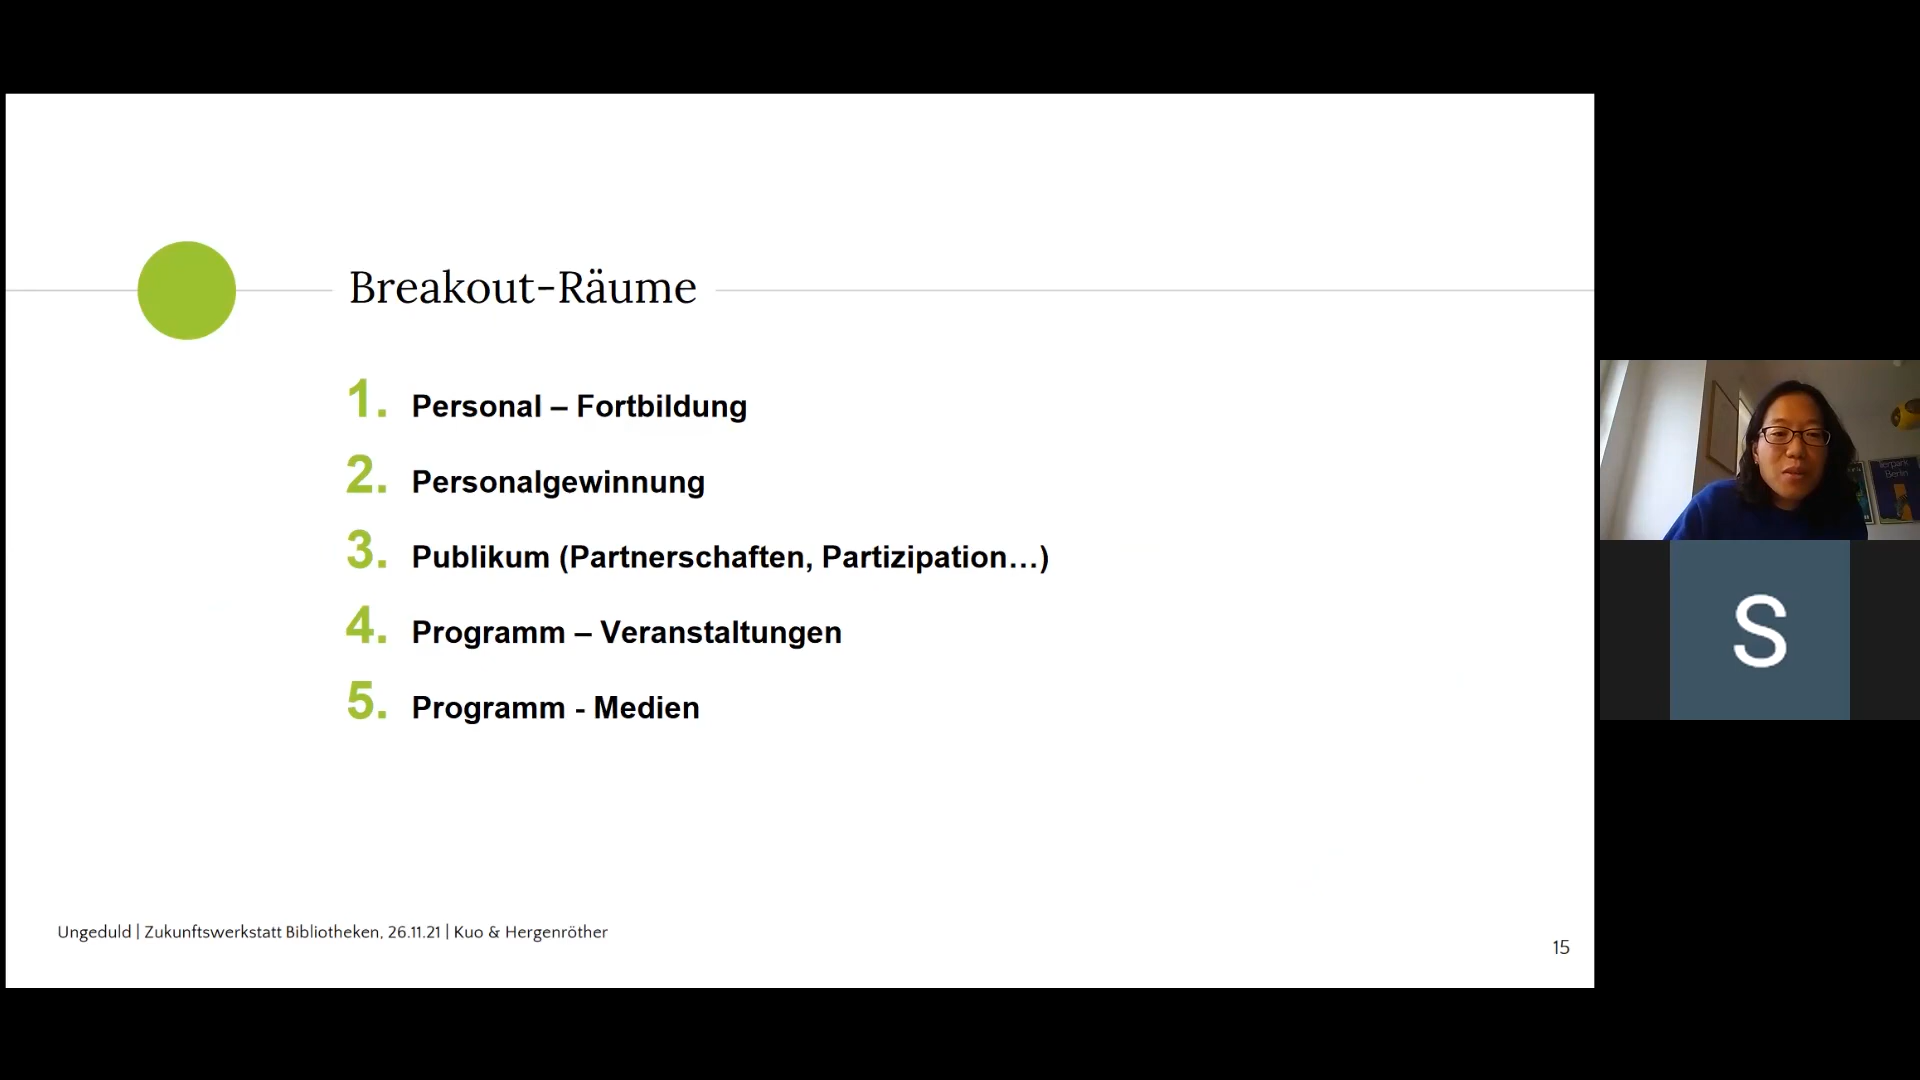 Breakout-Räume
1. Personal – Fortbildung
2. Personalgewinnung
3. Publikum (Partnerschaften, Partizipation…)
4. Programm – Veranstaltungen
5. Programm - Medien
Ungeduld | Zukunftswerkstatt Bibliotheken, 26.11.21 | Kuo & Hergenröther
15
Berlin
S